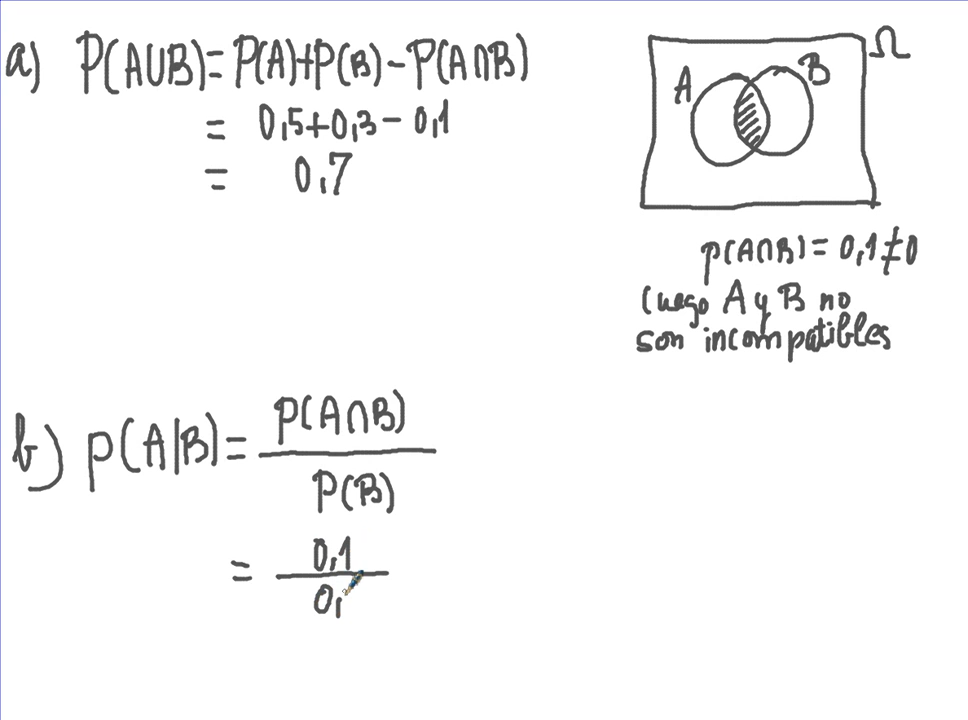 a) P(A∪B)=P(A)+P(B)-P(A∩B)
= 0,5+0,3-0,1
= 0,7
A B Ω
P(A∩B)=0,1≠0
luego A y B no
son incompatibles
b) P(A|B)= P(A∩B)
P(B)
= 0,1
0,